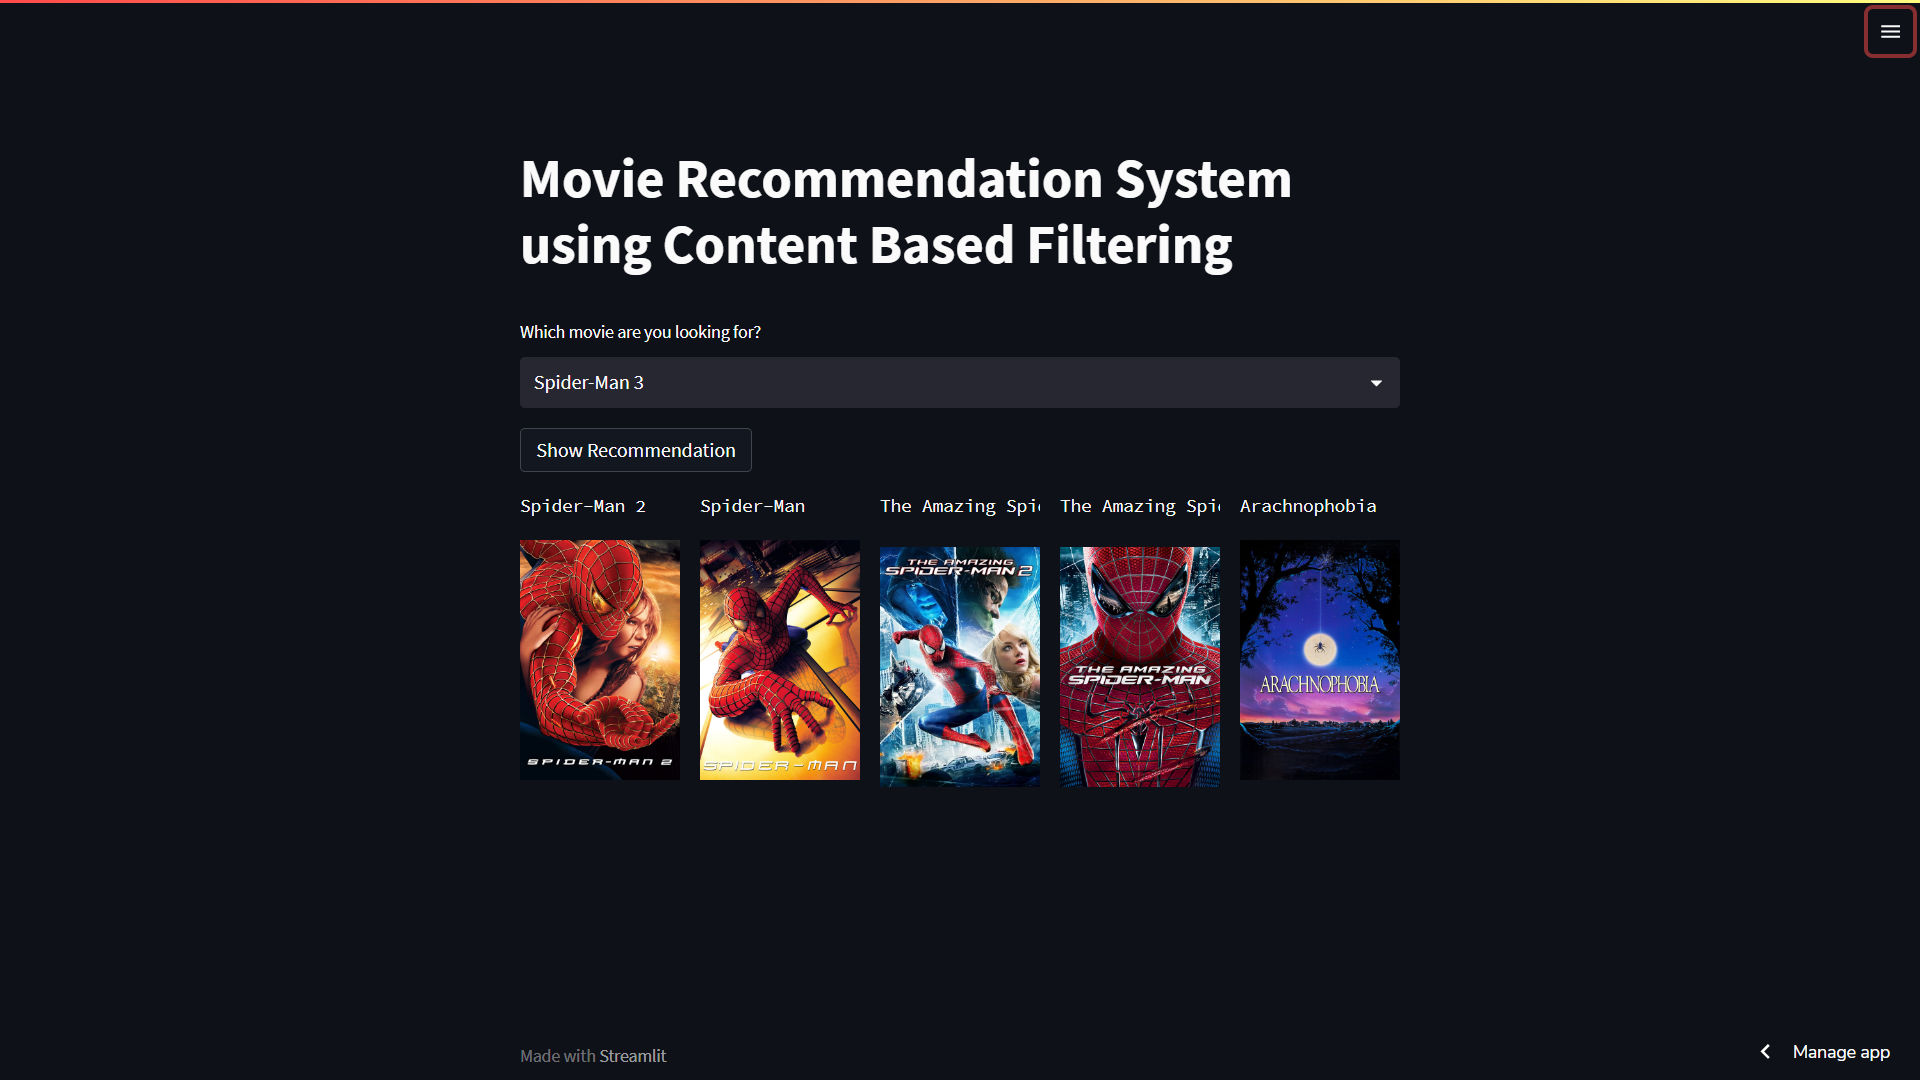 Movie Recommendation System
using Content Based Filtering
Which movie are you looking for?
Spider-Man 3
Show Recommendation
Spider-Man 2
Spider-Man
The Amazing Spi
The Amazing Spi
Arachnophobia
SPIDER-MAN 2
SPIDER-MAN
THE AMAZING
SPIDER-MAN 2
THE AMAZING
SPIDER-MAN
ARACHNOPHOBIA
Made with Streamlit
Manage app